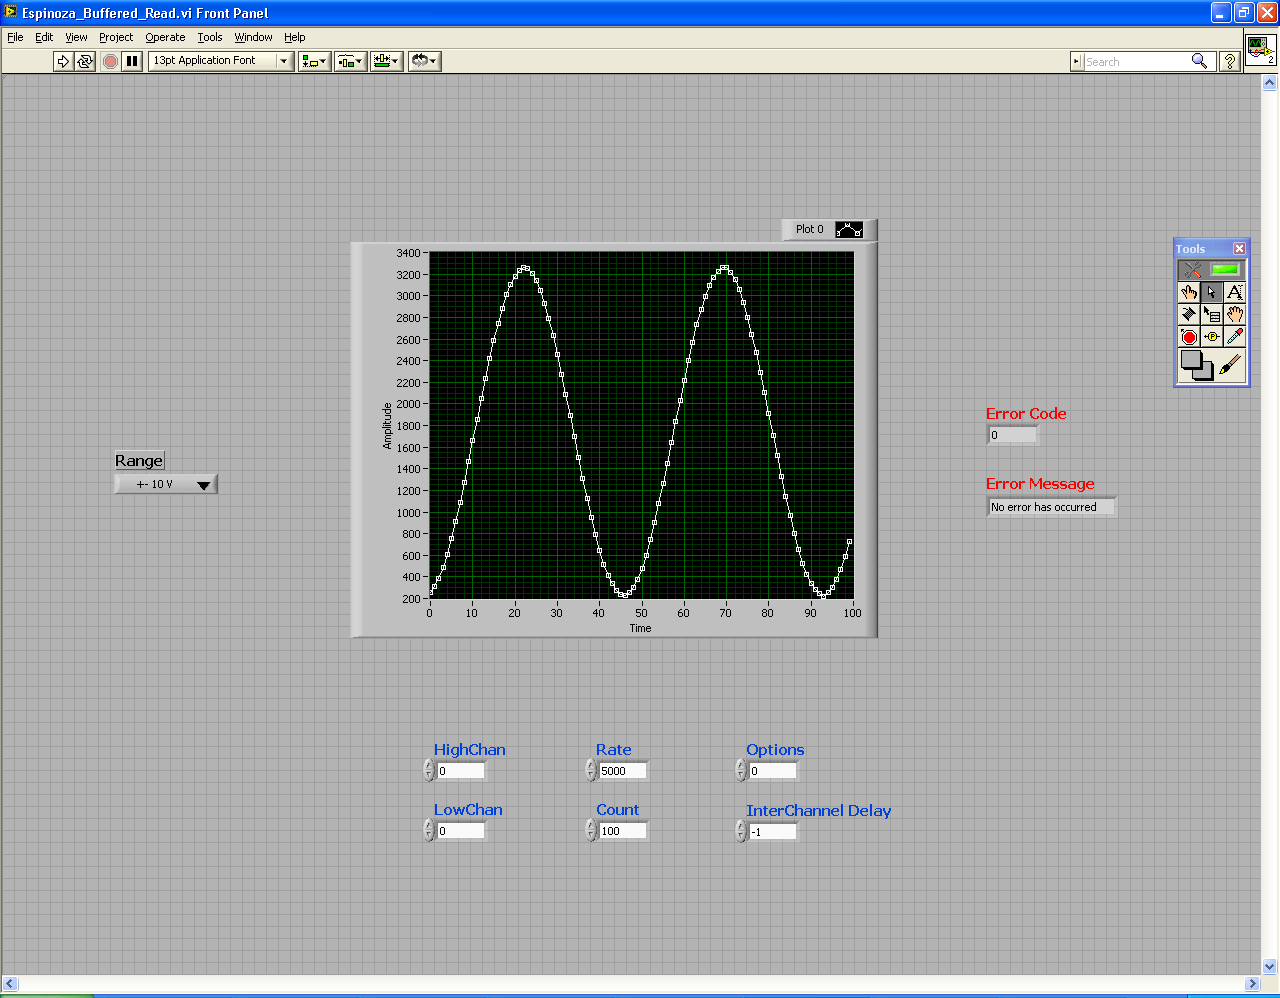 Espinoza_Buffered_Read.vi Front Panel
File Edit View Project Operate Tools Window Help
13pt Application Font
Search
?
2
Plot 0
Tools
3400
3200
3000
2800
2600
2400
2200
2000
1800
1600
1400
1200
1000
800
600
400
200
Amplitude
0 10 20 30 40 50 60 70 80 90 100
Time
Range
+- 10 V
Error Code
0
Error Message
No error has occurred
HighChan Rate Options
0 5000 0
LowChan Count InterChannel Delay
0 100 -1